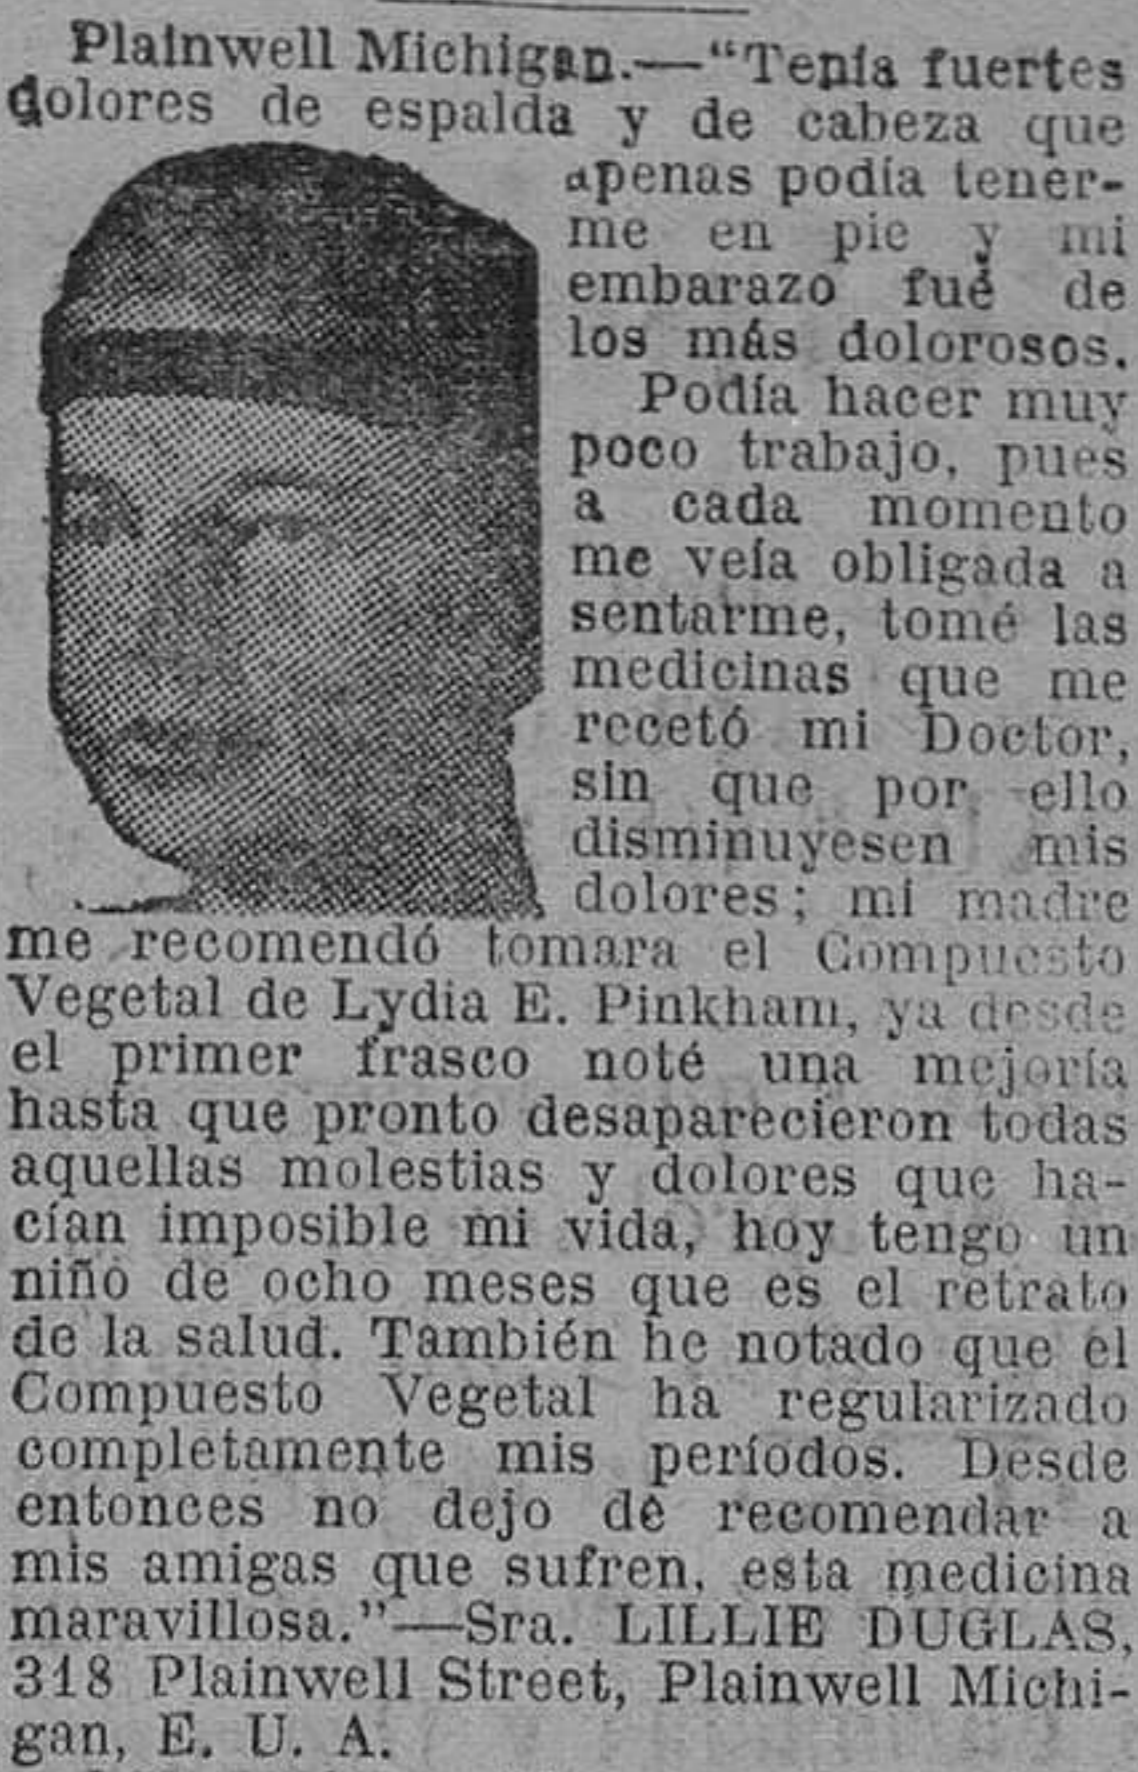 Plainwell Michigan.—“Tenía fuertes
dolores de espalda y de cabeza que
apenas podía tener-
me en pie y mi
embarazo fué de
los más dolorosos.
Podía hacer muy
poco trabajo, pues
a cada momento
me veía obligada a
sentarme, tomé las
medicinas que me
recetó mi Doctor,
sin que por ello
disminuyesen mis
dolores; mi madre
me recomendó tomara el Compuesto
Vegetal de Lydia E. Pinkham, ya desde
el primer frasco noté una mejoría
hasta que pronto desaparecieron todas
aquellas molestias y dolores que ha-
cían imposible mi vida, hoy tengo un
niño de ocho meses que es el retrato
de la salud. También he notado que el
Compuesto Vegetal ha regularizado
completamente mis períodos. Desde
entonces no dejo de recomendar a
mis amigas que sufren, esta medicina
maravillosa.”—Sra. LILLIE DUGLAS,
318 Plainwell Street, Plainwell Michi-
gan, E. U. A.